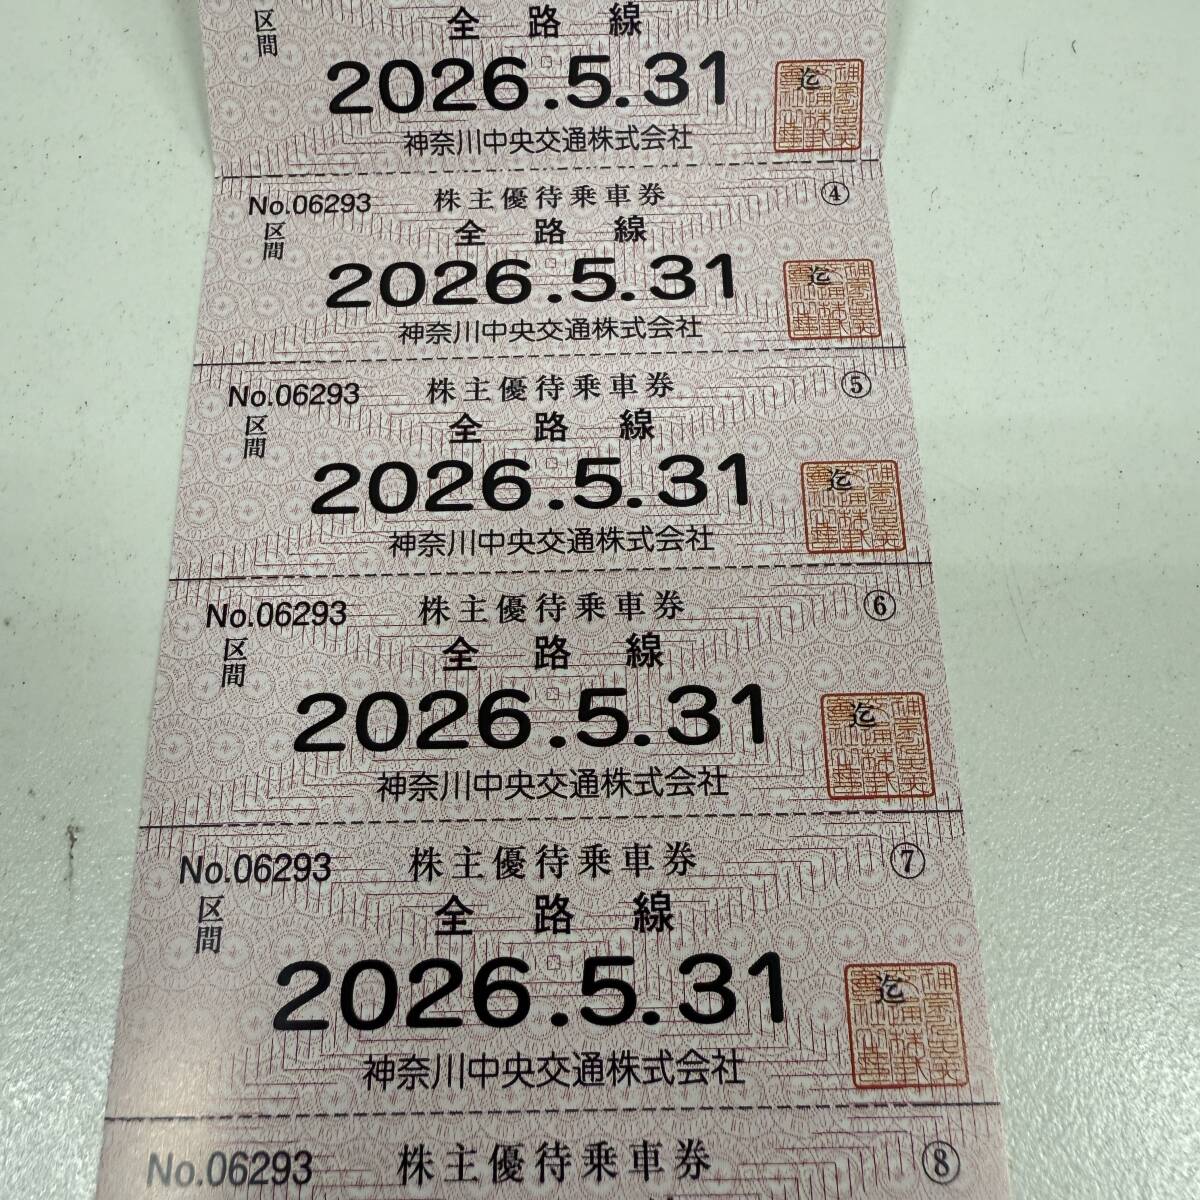 区間
全路線
2026.5.31
迄
神奈川中央交通株式会社
No.06293 株主優待乗車券 ④
区間
全路線
2026.5.31
迄
神奈川中央交通株式会社
No.06293 株主優待乗車券 ⑤
区間
全路線
2026.5.31
迄
神奈川中央交通株式会社
No.06293 株主優待乗車券 ⑥
区間
全路線
2026.5.31
迄
神奈川中央交通株式会社
No.06293 株主優待乗車券 ⑦
区間
全路線
2026.5.31
迄
神奈川中央交通株式会社
No.06293 株主優待乗車券 ⑧